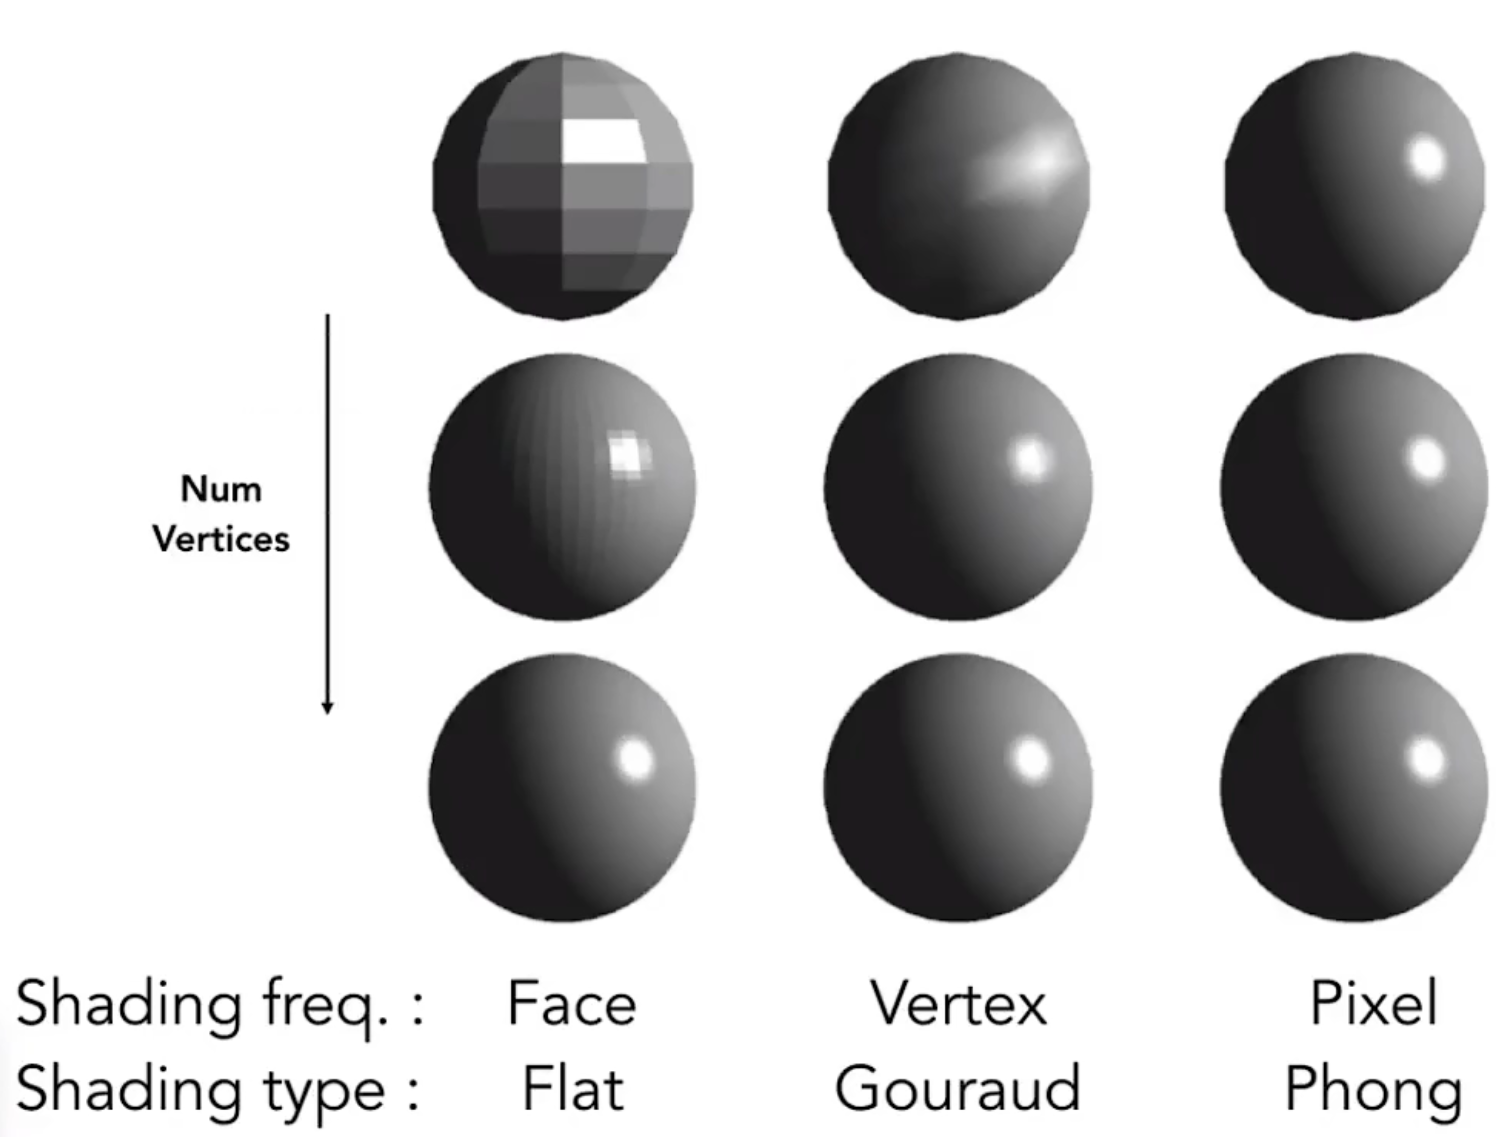 Num
Vertices
Shading freq. : Face Vertex Pixel
Shading type : Flat Gouraud Phong